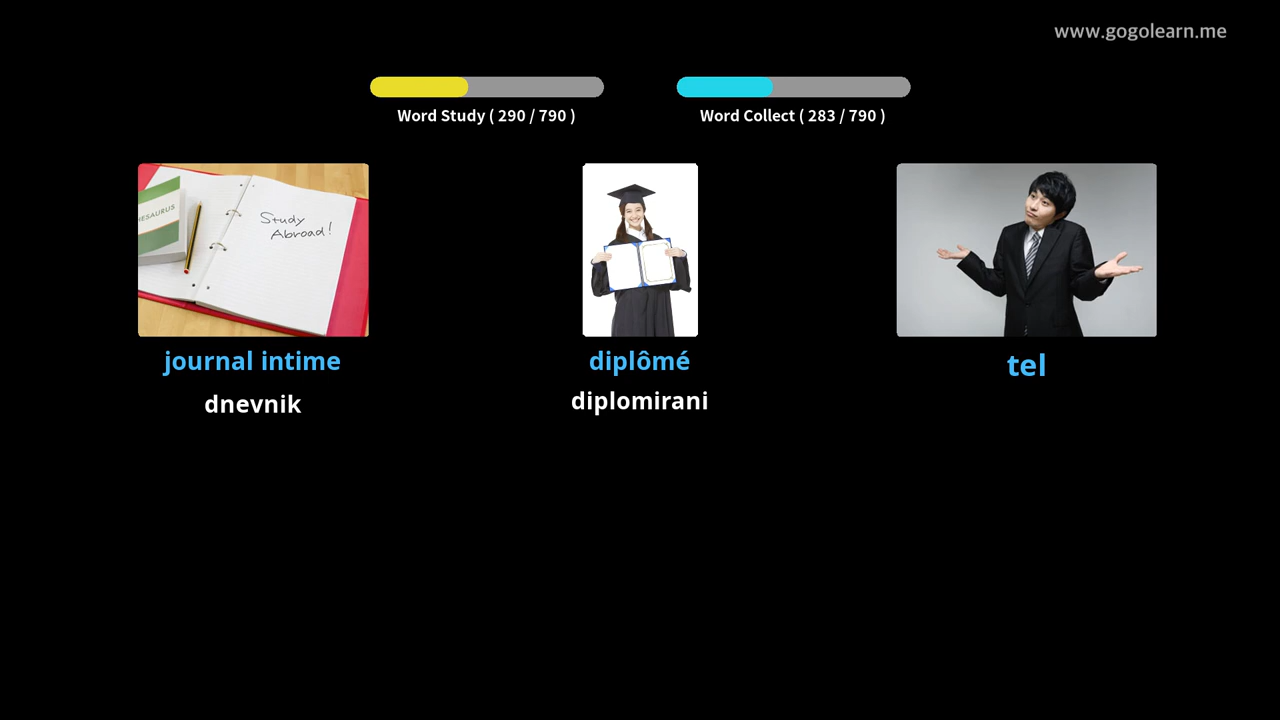 www.gogolearn.me
Word Study ( 290 / 790 )
Word Collect ( 283 / 790 )
HESAURUS
Study
Abroad!
journal intime
diplômé
tel
dnevnik
diplomirani